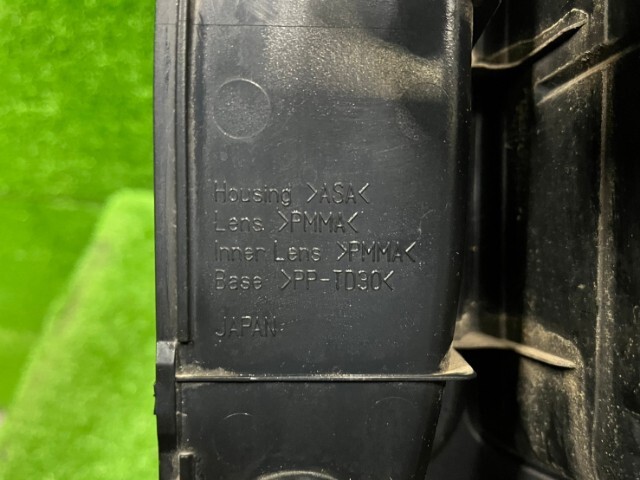 Housing >ASA<
Lens >PMMA<
Inner Lens >PMMA<
Base >PP-TD30<
JAPAN